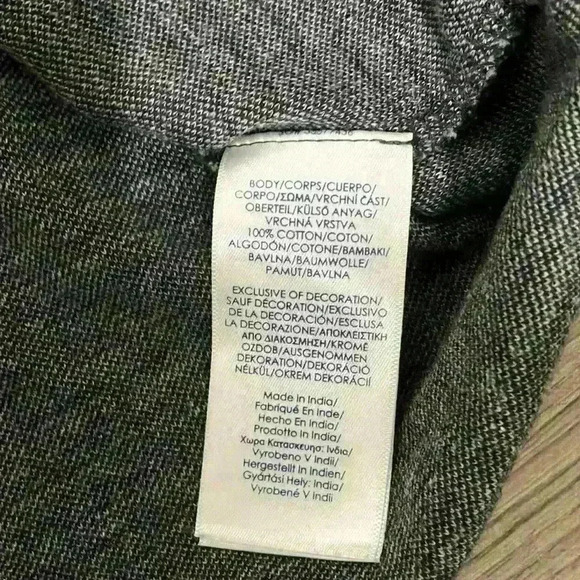 BODY/CORPS/CUERPO/
CORPO/ΣΩΜΑ/VRCHNÍ ČÁST/
OBERTEIL/KÜLSŐ ANYAG/
VRCHNÁ VRSTVA
100% COTTON/COTON/
ALGODÓN/COTONE/BAMBAKI/
BAVLNA/BAUMWOLLE/
PAMUT/BAVLNA
EXCLUSIVE OF DECORATION/
SAUF DÉCORATION/EXCLUSIVO
DE LA DECORACIÓN/ESCLUSA
LA DECORAZIONE/ΑΠΟΚΛΕΙΣΤΙΚΗ
ΑΠΟ ΔΙΑΚΟΣΜΗΣΗ/KROMĚ
OZDOB/AUSGENOMMEN
DEKORATION/DEKORÁCIÓ
NÉLKÜL/OKREM DEKORÁCIÍ
Made In India/
Fabriqué En Inde/
Hecho En India/
Prodotto In India/
Χωρα Κατασκευησ: Ινδια/
Vyrobeno V Indii/
Hergestellt In Indien/
Gyártási Hely: India/
Vyrobené V Indii